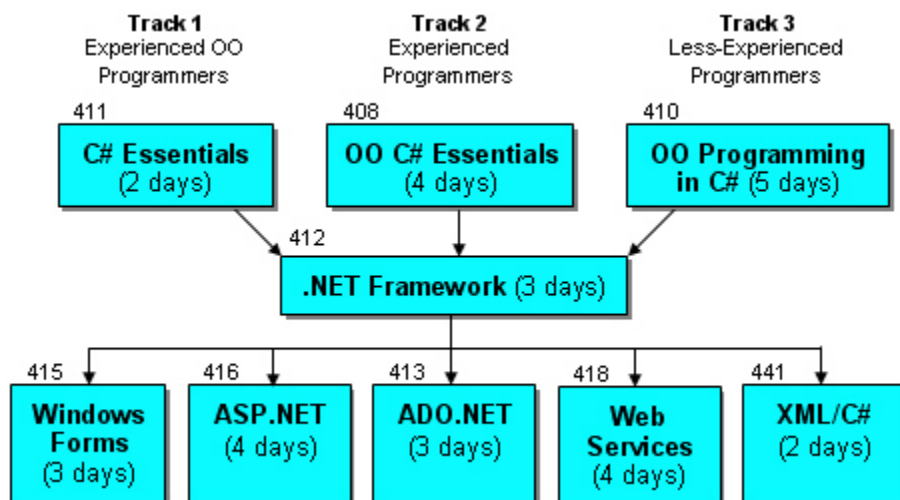 Track 1
Experienced OO
Programmers
Track 2
Experienced
Programmers
Track 3
Less-Experienced
Programmers
411
C# Essentials
(2 days)
408
OO C# Essentials
(4 days)
410
OO Programming
in C# (5 days)
412
.NET Framework (3 days)
415
Windows
Forms
(3 days)
416
ASP.NET
(4 days)
413
ADO.NET
(3 days)
418
Web
Services
(4 days)
441
XML/C#
(2 days)